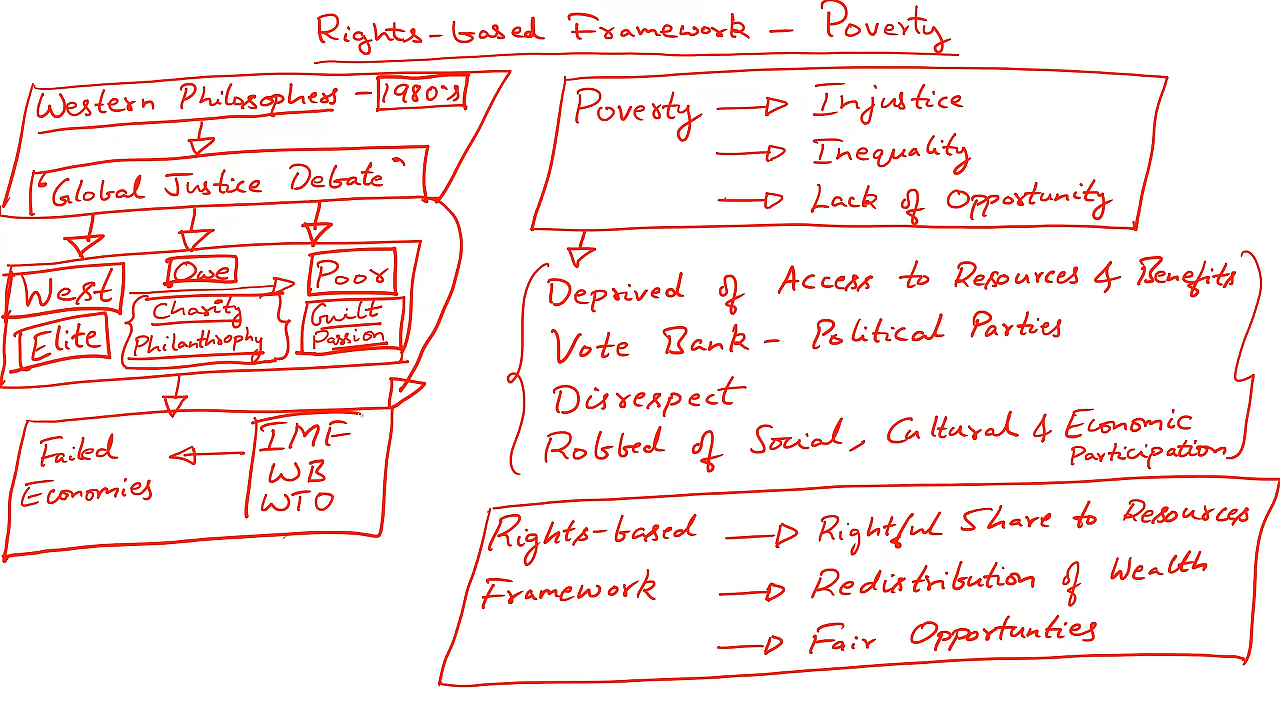 Rights-based Framework - Poverty
Western Philosophers - 1980's
"Global Justice Debate"
West Owe Poor
Elite Charity Guilt
Philanthrophy Passion
Failed Economies
IMF
WB
WTO
Poverty → Injustice
→ Inequality
→ Lack of Opportunity
Deprived of Access to Resources & Benefits
Vote Bank - Political Parties
Disrespect
Robbed of Social, Cultural & Economic Participation
Rights-based → Rightful Share to Resources
Framework → Redistribution of Wealth
→ Fair Opportunties